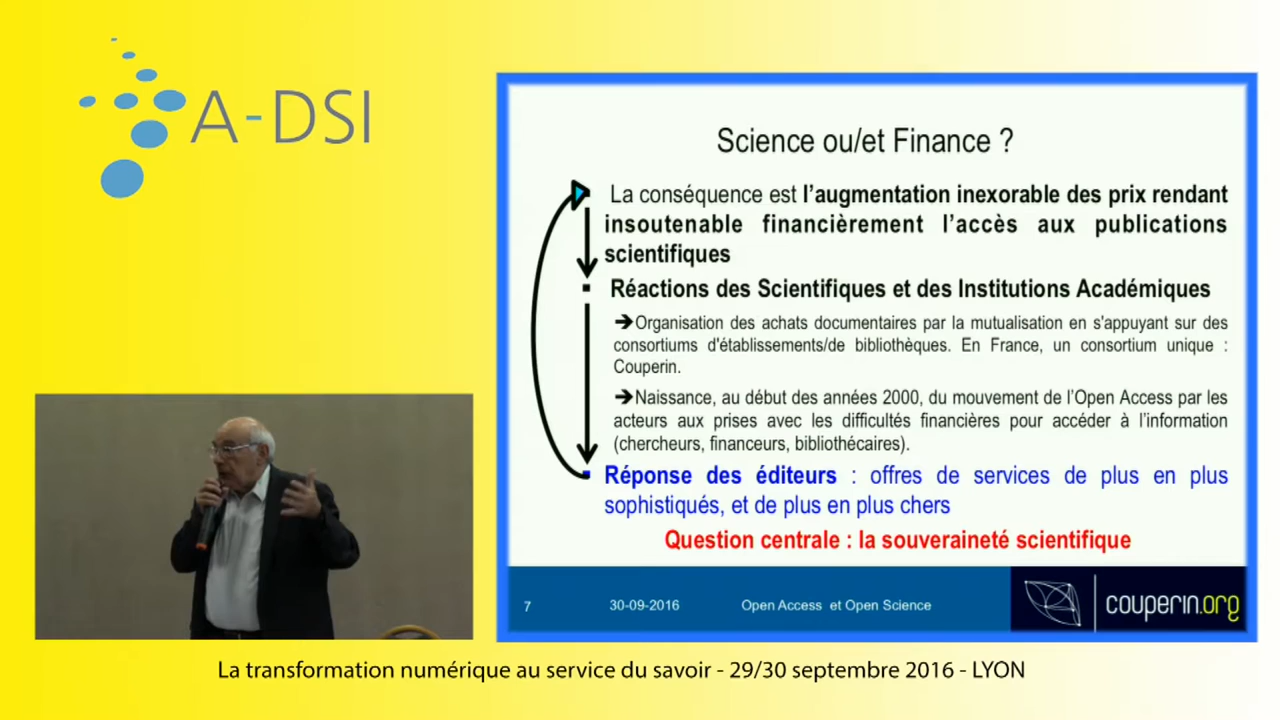 A-DSI
Science ou/et Finance ?
La conséquence est l'augmentation inexorable des prix rendant
insoutenable financièrement l'accès aux publications
scientifiques
Réactions des Scientifiques et des Institutions Académiques
➔Organisation des achats documentaires par la mutualisation en s'appuyant sur des
consortiums d'établissements/de bibliothèques. En France, un consortium unique :
Couperin.
➔Naissance, au début des années 2000, du mouvement de l'Open Access par les
acteurs aux prises avec les difficultés financières pour accéder à l'information
(chercheurs, financeurs, bibliothécaires).
Réponse des éditeurs : offres de services de plus en plus
sophistiqués, et de plus en plus chers
Question centrale : la souveraineté scientifique
7 30-09-2016 Open Access et Open Science
couperin.org
La transformation numérique au service du savoir - 29/30 septembre 2016 - LYON